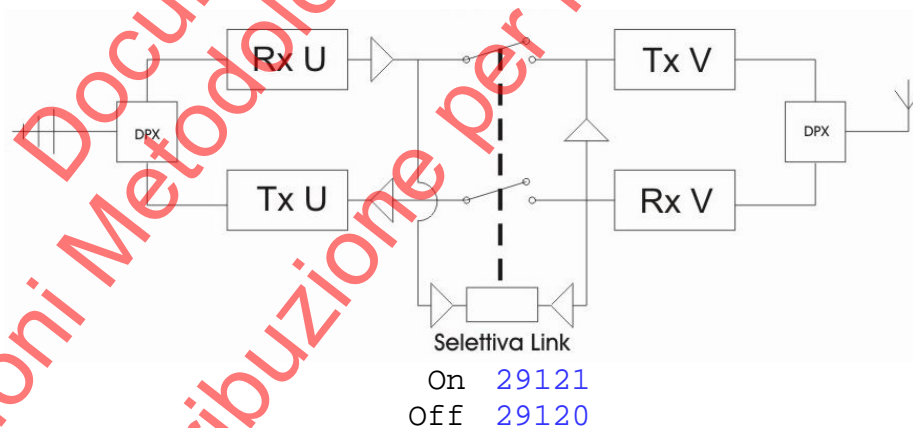 Rx U
Tx V
DPX
DPX
Tx U
Rx V
Selettiva Link
On 29121
Off 29120